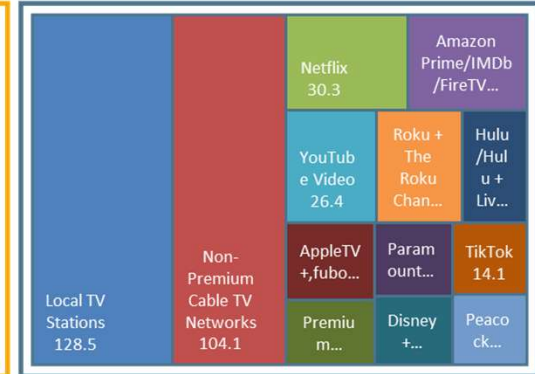 Local TV
Stations
128.5
Non-
Premium
Cable TV
Networks
104.1
Netflix
30.3
Amazon
Prime/IMDb
/FireTV...
YouTub
e Video
26.4
Roku +
The
Roku
Chan...
Hulu
/Hul
u +
Liv...
AppleTV
+,fubo...
Param
ount...
TikTok
14.1
Premiu
m...
Disney
+...
Peaco
ck...